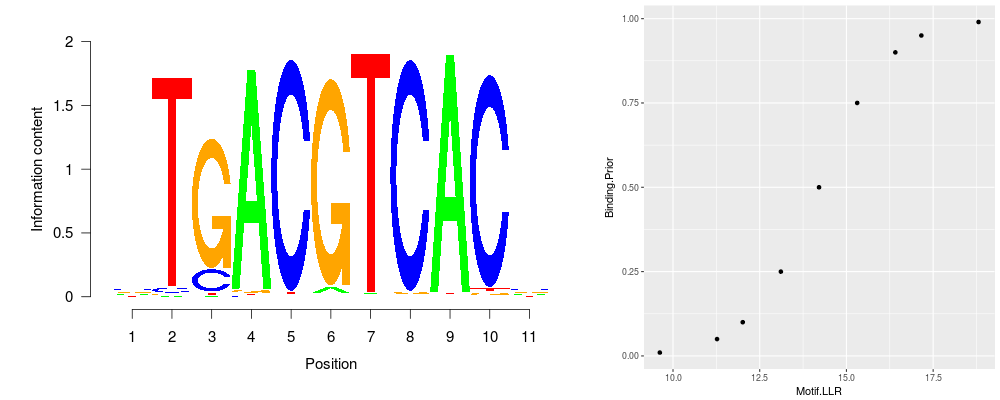 2
1.5
1
0.5
0
Information content
TGACGTCAC
C
1 2 3 4 5 6 7 8 9 10 11
Position
1.00
0.75
0.50
0.25
0.00
Binding.Prior
10.0 12.5 15.0 17.5
Motif.LLR